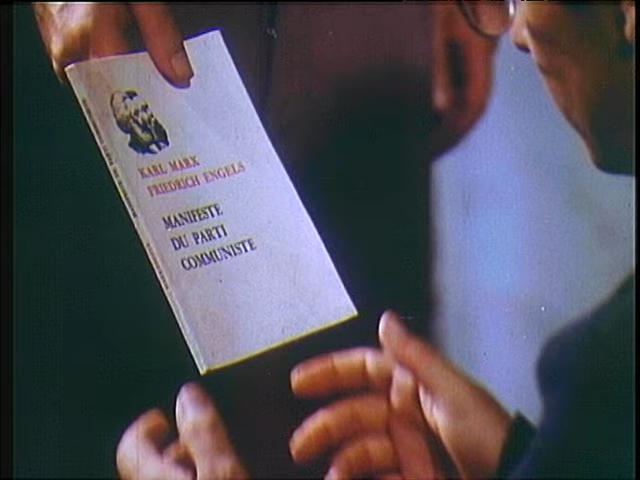 KARL MARX
FRIEDRICH ENGELS
MANIFESTE
DU PARTI
COMMUNISTE